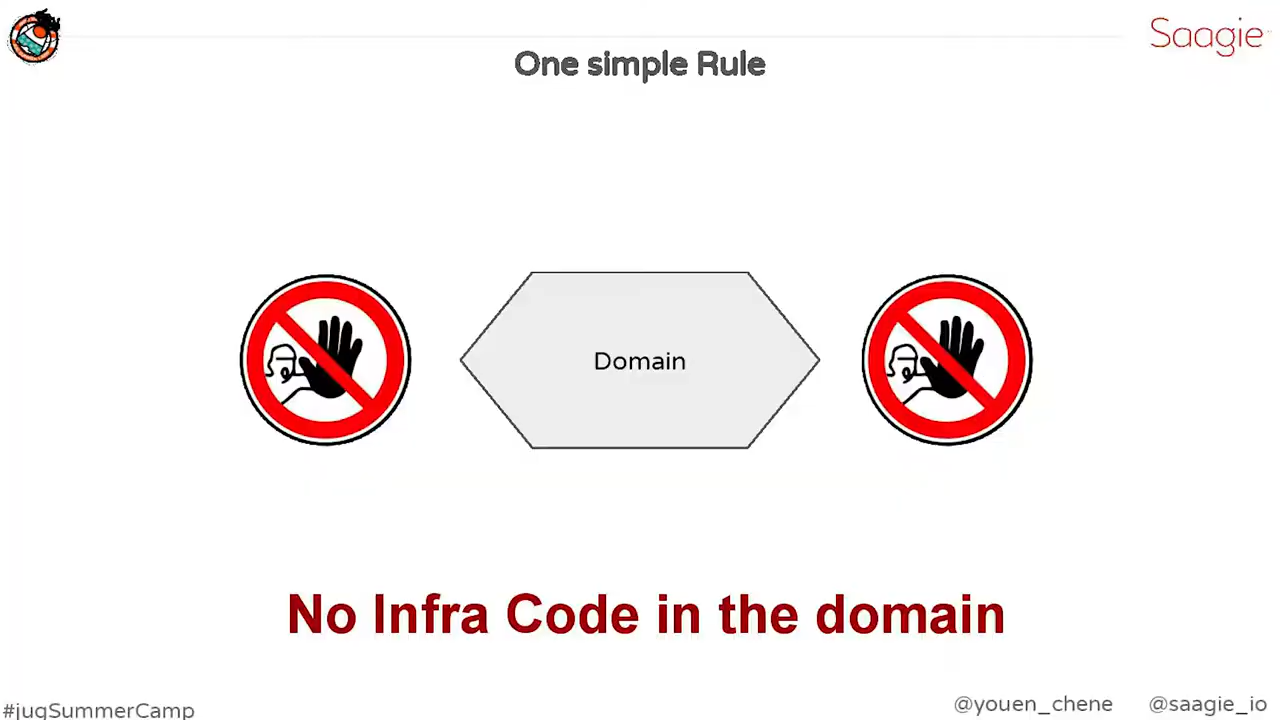 Saagie
One simple Rule
Domain
No Infra Code in the domain
#jugSummerCamp
@youen_chene
@saagie_io